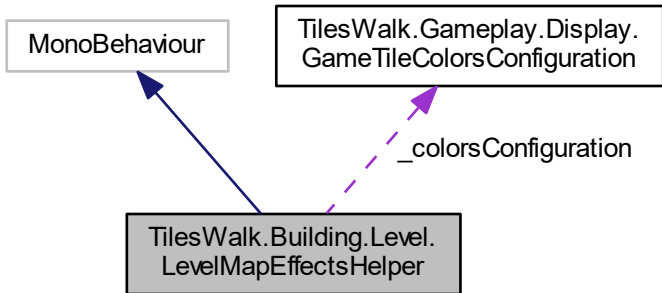 MonoBehaviour
TilesWalk.Gameplay.Display.
GameTileColorsConfiguration
_colorsConfiguration
TilesWalk.Building.Level.
LevelMapEffectsHelper